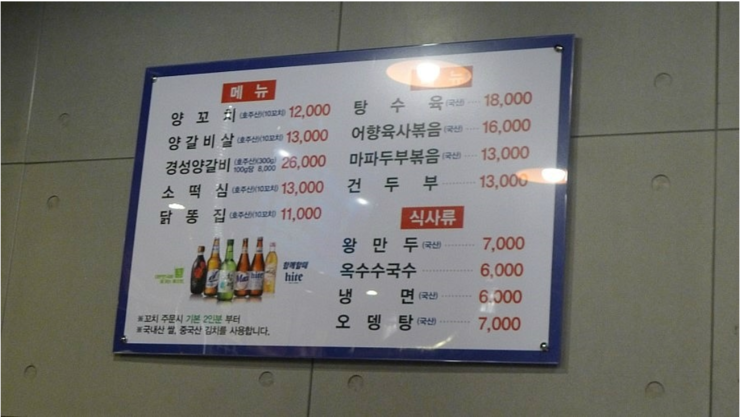 메뉴
양꼬치 (호주산)(10꼬치) 12,000
양갈비살 (호주산)(10꼬치) 13,000
경성양갈비 (호주산)(300g) 100g당 8,000 26,000
소떡심 (호주산)(10꼬치) 13,000
닭똥집 (호주산)(10꼬치) 11,000
함께할때
hite
※꼬치 주문시 기본 2인분 부터
※국내산 쌀, 중국산 김치를 사용합니다.
뉴
탕수육 (국산) 18,000
어향육사볶음 (국산) 16,000
마파두부볶음 (국산) 13,000
건두부 13,000
식사류
왕만두 (국산) 7,000
옥수수국수 6,000
냉면 (국산) 6,000
오뎅탕 (국산) 7,000